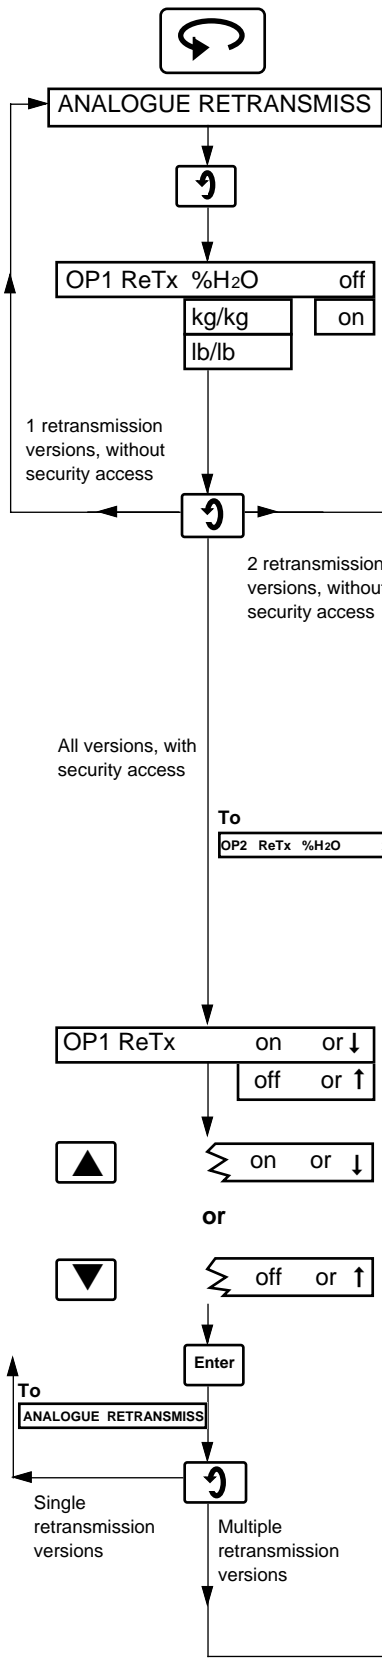 ANALOGUE RETRANSMISS
OP1 ReTx %H2O off
kg/kg on
lb/lb
1 retransmission
versions, without
security access
2 retransmission
versions, without
security access
All versions, with
security access
To
OP2 ReTx %H2O
OP1 ReTx on or ↓
off or ↑
on or ↓
or
off or ↑
Enter
To
ANALOGUE RETRANSMISS
Single
retransmission
versions
Multiple
retransmission
versions